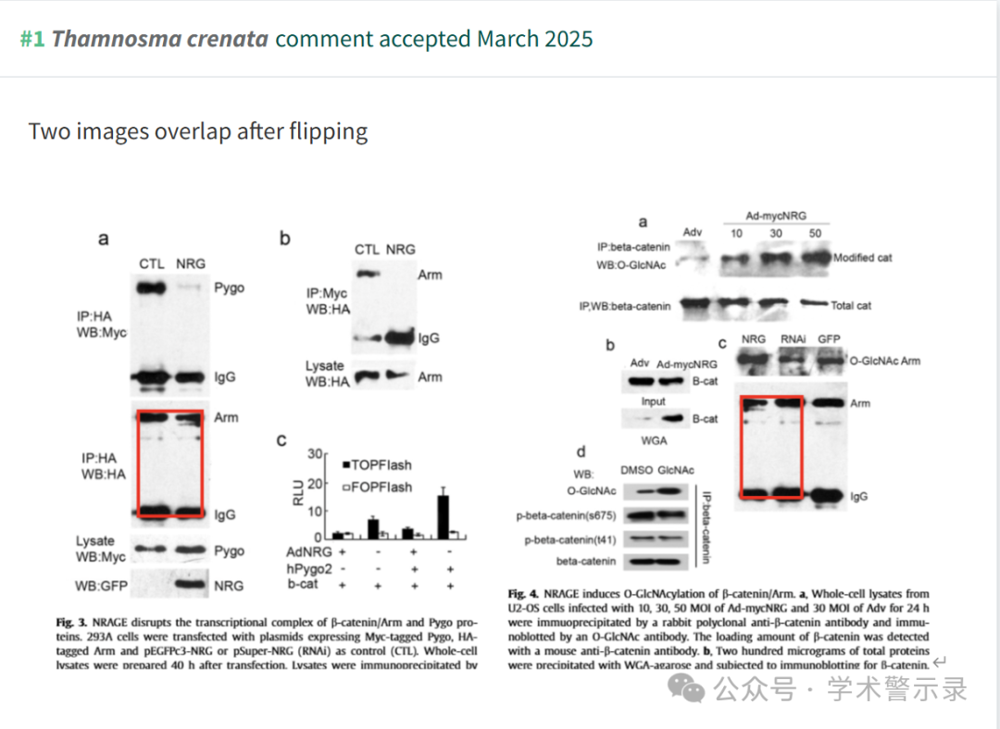 #1 Thamnosma crenata comment accepted March 2025
Two images overlap after flipping
a
CTL NRG
Pygo
IP:HA
WB:Myc
IgG
Arm
IP:HA
WB:HA
IgG
Lysate
WB:Myc
Pygo
WB:GFP
NRG
b
CTL NRG
Arm
IP:Myc
WB:HA
IgG
Lysate
WB:HA
Arm
c
30
20
10
0
RLU
TOPFlash
FOPFlash
AdNRG + - + -
hPygo2 - - + +
b-cat + + + +
Fig. 3. NRAGE disrupts the transcriptional complex of β-catenin/Arm and Pygo pro-
teins. 293A cells were transfected with plasmids expressing Myc-tagged Pygo, HA-
tagged Arm and pEGFPc3-NRG or pSuper-NRG (RNAi) as control (CTL). Whole-cell
lysates were prepared 40 h after transfection. Lysates were immunoprecipitated by
a
Ad-mycNRG
Adv 10 30 50
IP:beta-catenin
WB:O-GlcNAc
Modified cat
IP,WB:beta-catenin
Total cat
b
Adv Ad-mycNRG
B-cat
Input
B-cat
WGA
c
NRG RNAi GFP
O-GlcNAc Arm
Arm
IgG
d
WB: DMSO GlcNAc
O-GlcNAc
p-beta-catenin(s675)
p-beta-catenin(t41)
beta-catenin
IP:beta-catenin
Fig. 4. NRAGE induces O-GlcNAcylation of β-catenin/Arm. a, Whole-cell lysates from
U2-OS cells infected with 10, 30, 50 MOI of Ad-mycNRG and 30 MOI of Adv for 24 h
were immuoprecipitated by a rabbit polyclonal anti-β-catenin antibody and immu-
noblotted by an O-GlcNAc antibody. The loading amount of β-catenin was detected
with a mouse anti-β-catenin antibody. b, Two hundred micrograms of total proteins
were precipitated with WGA-agarose and subjected to immunoblotting for β-catenin.
公众号 · 学术警示录